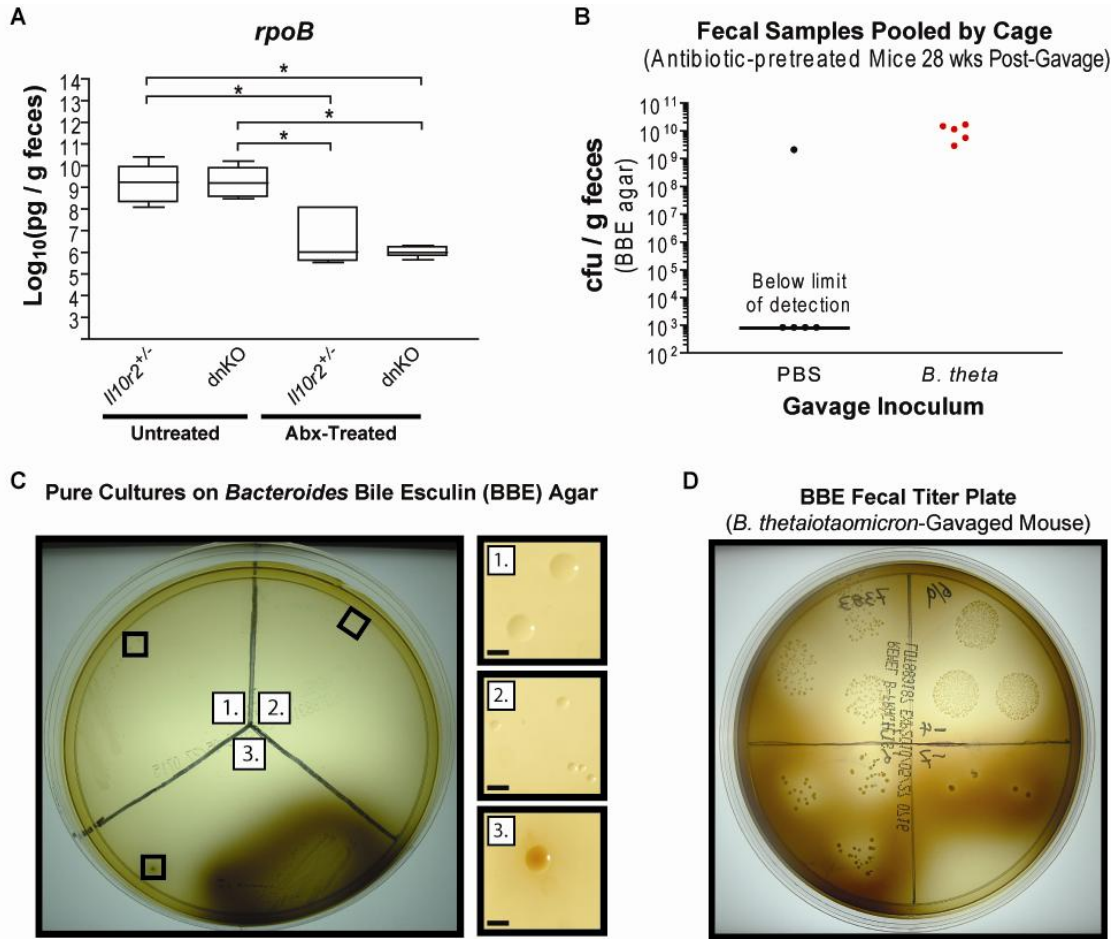 A
rpoB
Log10(pg / g feces)
14
13
12
11
10
9
8
7
6
5
4
3
*
*
*
*
Il10r2+/-
dnKO
Il10r2+/-
dnKO
Untreated
Abx-Treated
B
Fecal Samples Pooled by Cage
(Antibiotic-pretreated Mice 28 wks Post-Gavage)
cfu / g feces
(BBE agar)
10^11
10^10
10^9
10^8
10^7
10^6
10^5
10^4
10^3
10^2
Below limit
of detection
PBS
B. theta
Gavage Inoculum
C
Pure Cultures on Bacteroides Bile Esculin (BBE) Agar
1.
2.
3.
1.
2.
3.
D
BBE Fecal Titer Plate
(B. thetaiotaomicron-Gavaged Mouse)
7383